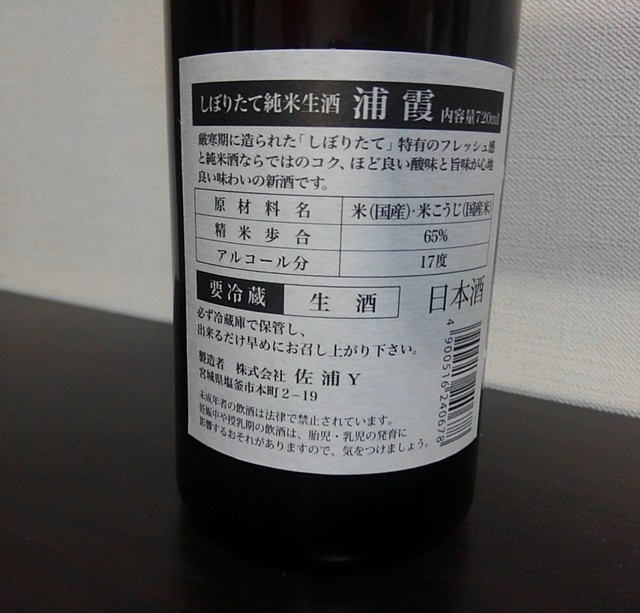 しぼりたて純米生酒 浦霞 内容量720ml
厳寒期に造られた「しぼりたて」特有のフレッシュ感
と純米酒ならではのコク、ほど良い酸味と旨味が心地
良い味わいの新酒です。
原材料名 米(国産)・米こうじ(国産米)
精米歩合 65%
アルコール分 17度
要冷蔵 生酒 日本酒
必ず冷蔵庫で保管し、
出来るだけ早めにお召し上がり下さい。
製造者 株式会社 佐浦Y
宮城県塩釜市本町2-19
未成年者の飲酒は法律で禁止されています。
妊娠中や授乳期の飲酒は、胎児・乳児の発育に
影響するおそれがありますので、気をつけましょう。
4900516240678